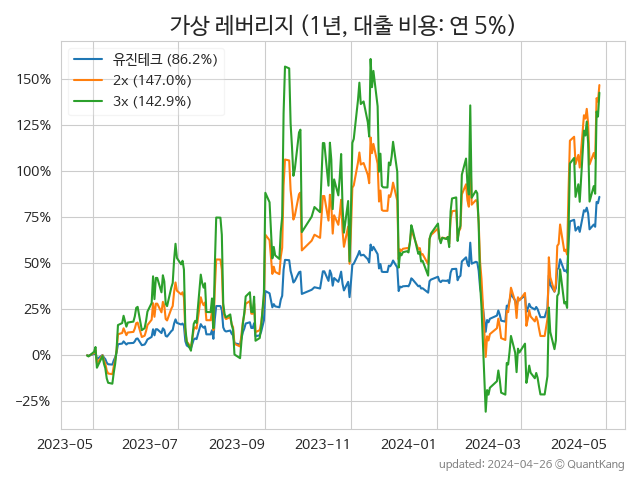 가상 레버리지 (1년, 대출 비용: 연 5%)
유진테크 (86.2%)
2x (147.0%)
3x (142.9%)
150%
125%
100%
75%
50%
25%
0%
−25%
2023-05 2023-07 2023-09 2023-11 2024-01 2024-03 2024-05
updated: 2024-04-26 © QuantKang